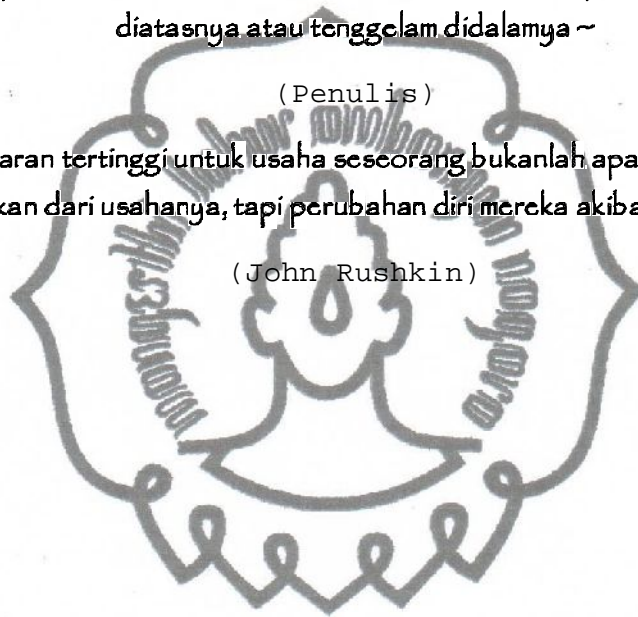 diatasnya atau tenggelam didalamya ~
(Penulis)
aran tertinggi untuk usaha seseorang bukanlah apa
kan dari usahanya, tapi perubahan diri mereka akiba
(John Rushkin)